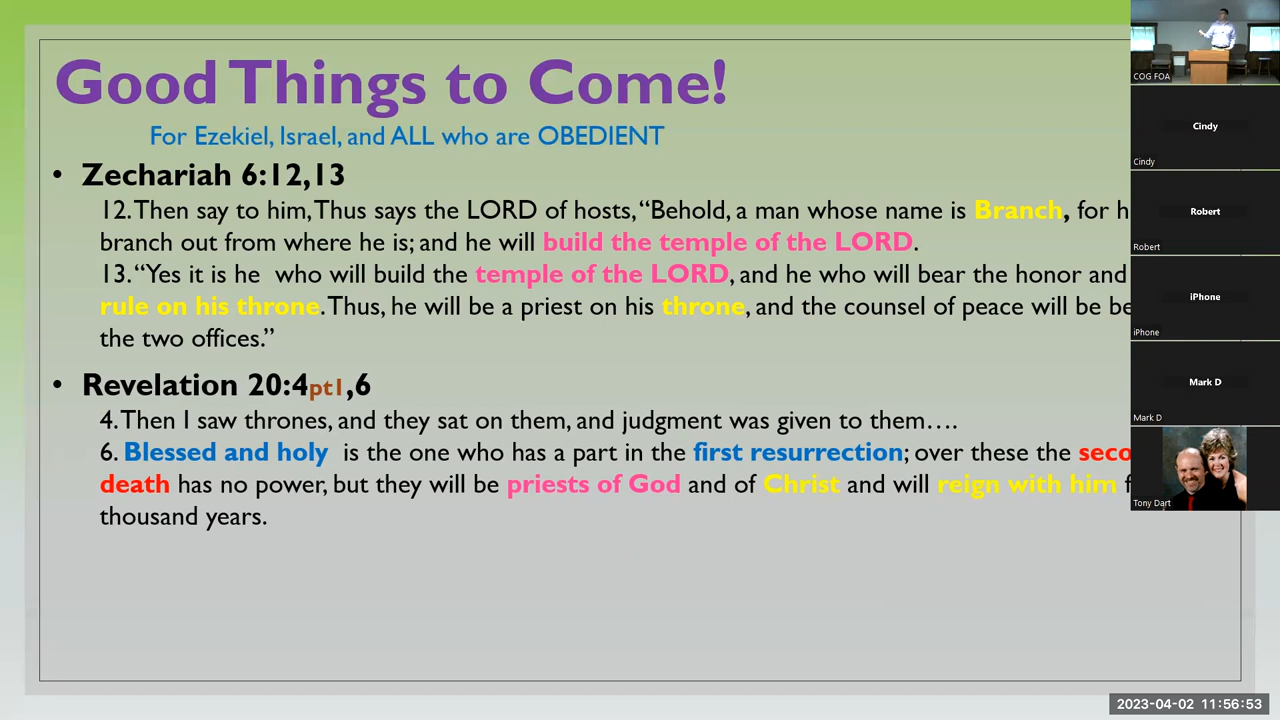 Good Things to Come!
For Ezekiel, Israel, and ALL who are OBEDIENT
• Zechariah 6:12,13
12. Then say to him, Thus says the LORD of hosts, “Behold, a man whose name is Branch, for
branch out from where he is; and he will build the temple of the LORD.
13. “Yes it is he who will build the temple of the LORD, and he who will bear the honor and
rule on his throne. Thus, he will be a priest on his throne, and the counsel of peace will be
the two offices.”
• Revelation 20:4pt1,6
4. Then I saw thrones, and they sat on them, and judgment was given to them….
6. Blessed and holy is the one who has a part in the first resurrection; over these the
death has no power, but they will be priests of God and of Christ and will reign with him
thousand years.
COG FOA
Cindy
Cindy
Robert
Robert
iPhone
iPhone
Mark D
Mark D
Tony Dart
2023-04-02 11:56:53